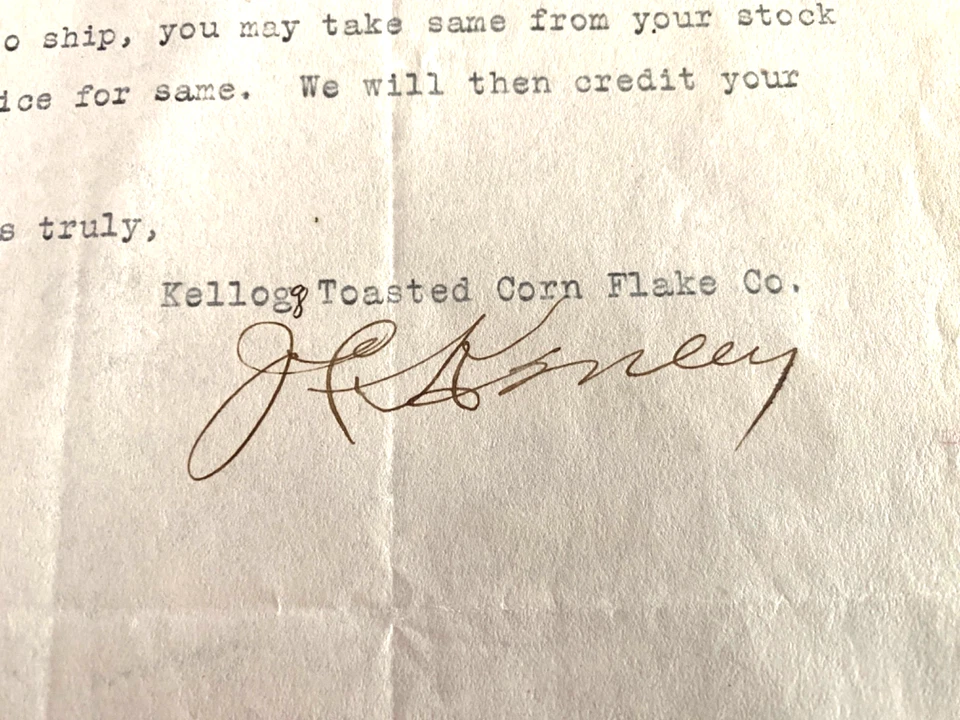 o ship, you may take same from your stock
ice for same. We will then credit your
s truly,
Kellogg Toasted Corn Flake Co.